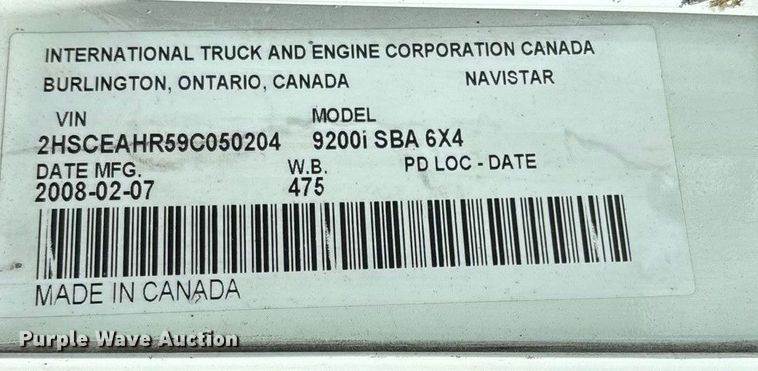 INTERNATIONAL TRUCK AND ENGINE CORPORATION CANADA
BURLINGTON, ONTARIO, CANADA NAVISTAR
VIN MODEL
2HSCEAHR59C050204 9200i SBA 6X4
DATE MFG. W.B. PD LOC - DATE
2008-02-07 475
MADE IN CANADA
Purple Wave Auction